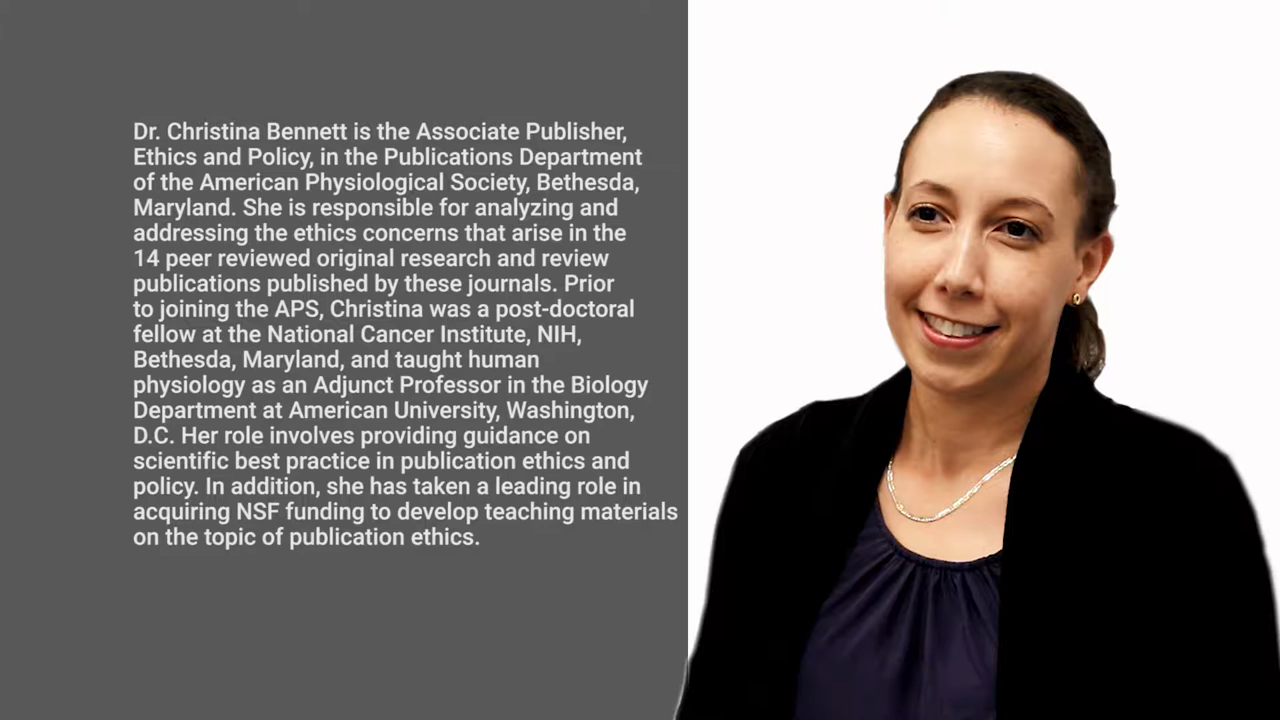 Dr. Christina Bennett is the Associate Publisher,
Ethics and Policy, in the Publications Department
of the American Physiological Society, Bethesda,
Maryland. She is responsible for analyzing and
addressing the ethics concerns that arise in the
14 peer reviewed original research and review
publications published by these journals. Prior
to joining the APS, Christina was a post-doctoral
fellow at the National Cancer Institute, NIH,
Bethesda, Maryland, and taught human
physiology as an Adjunct Professor in the Biology
Department at American University, Washington,
D.C. Her role involves providing guidance on
scientific best practice in publication ethics and
policy. In addition, she has taken a leading role in
acquiring NSF funding to develop teaching materials
on the topic of publication ethics.